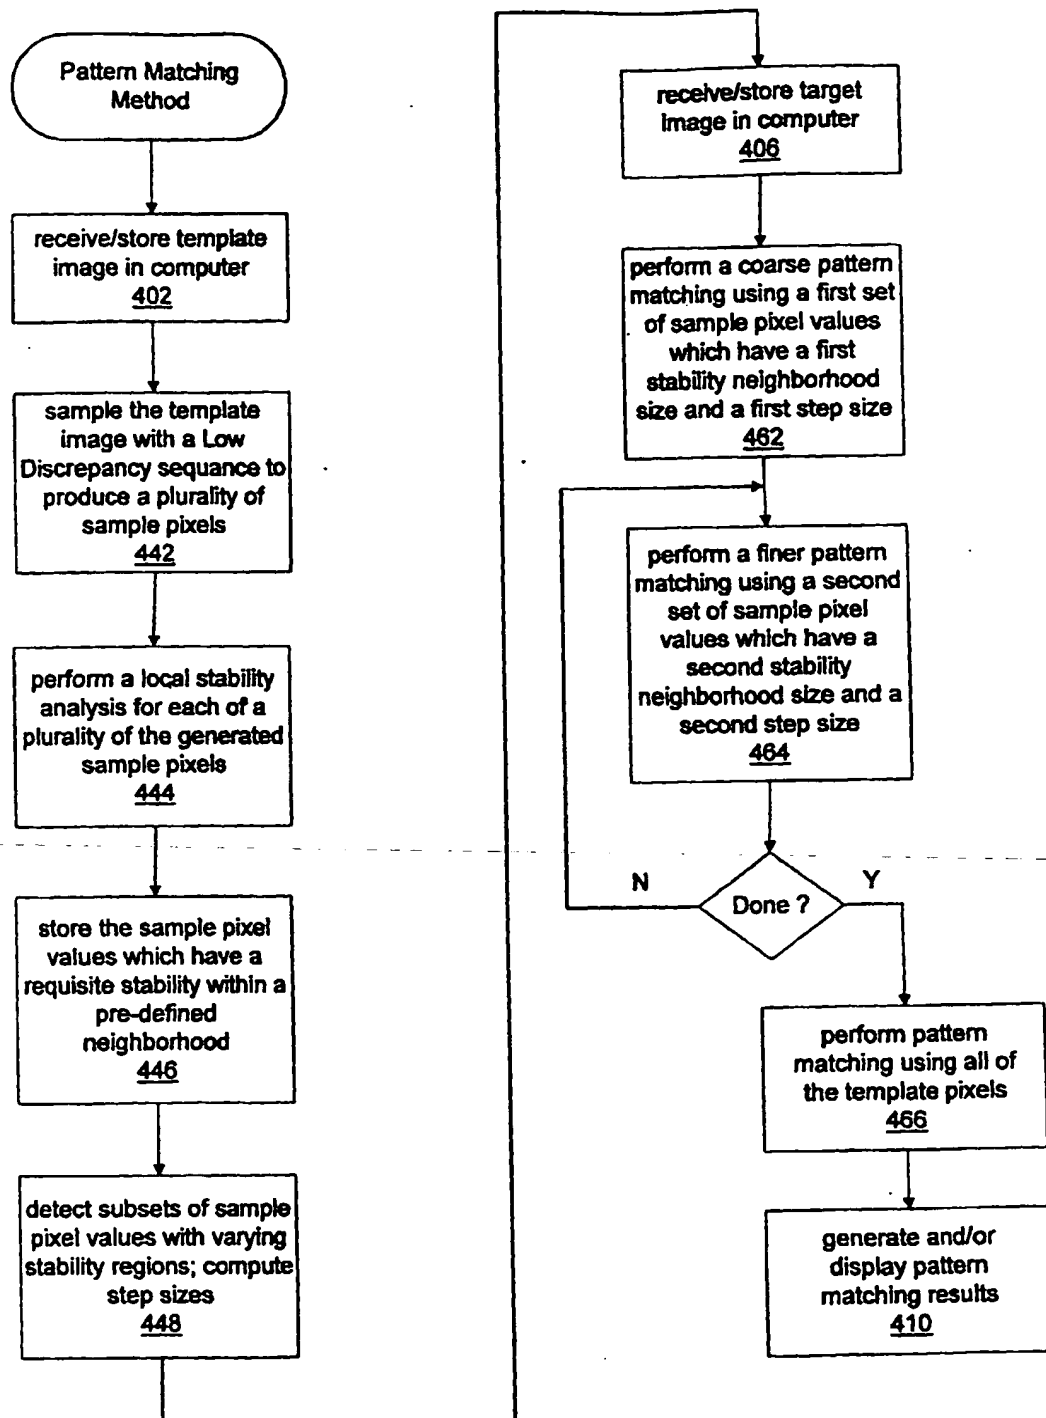 Pattern Matching
Method
receive/store template
image in computer
402
sample the template
image with a Low
Discrepancy sequance to
produce a plurality of
sample pixels
442
perform a local stability
analysis for each of a
plurality of the generated
sample pixels
444
store the sample pixel
values which have a
requisite stability within a
pre-defined
neighborhood
446
detect subsets of sample
pixel values with varying
stability regions; compute
step sizes
448
receive/store target
image in computer
406
perform a coarse pattern
matching using a first set
of sample pixel values
which have a first
stability neighborhood
size and a first step size
462
perform a finer pattern
matching using a second
set of sample pixel
values which have a
second stability
neighborhood size and a
second step size
464
N
Done ?
Y
perform pattern
matching using all of
the template pixels
466
generate and/or
display pattern
matching results
410